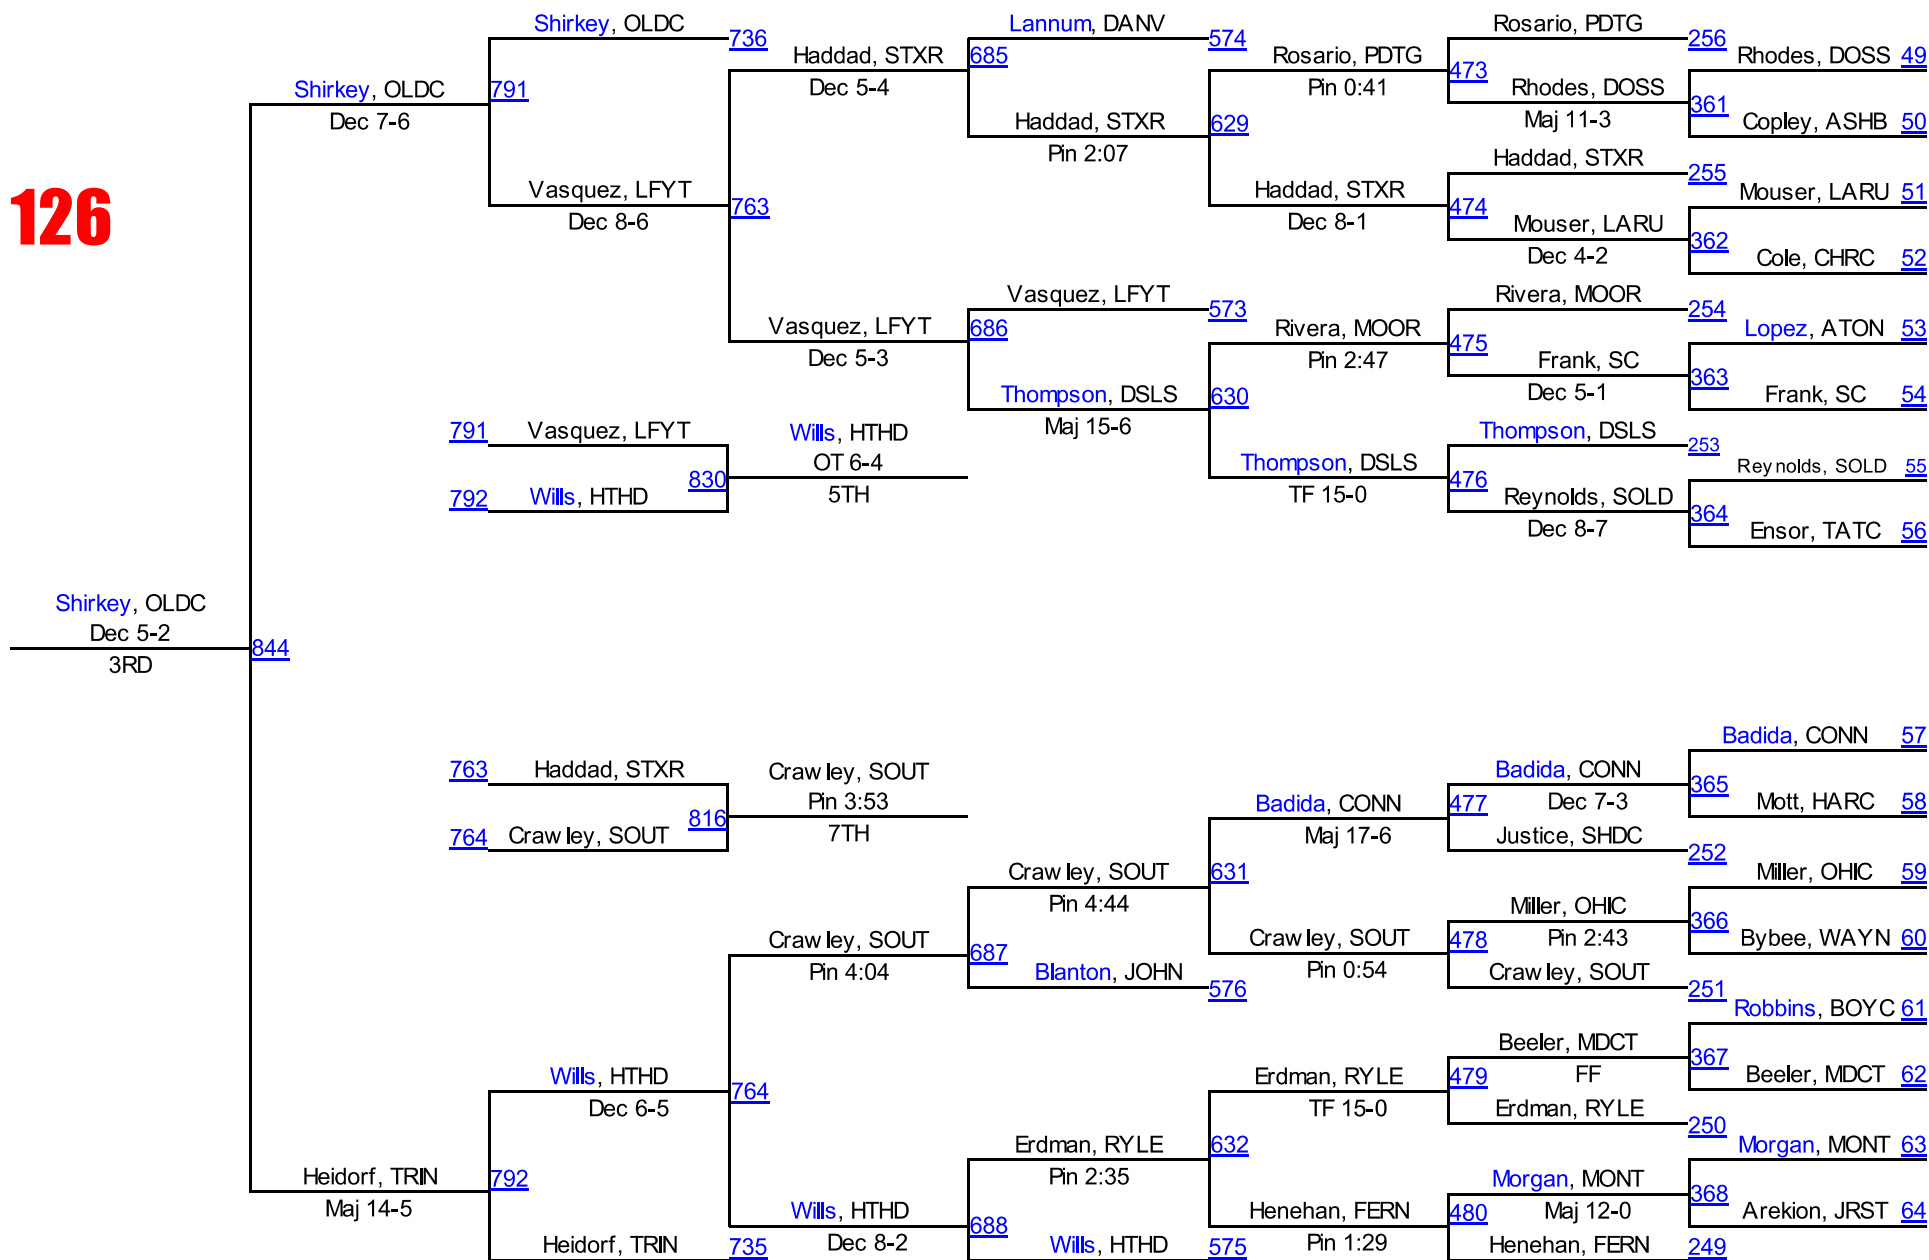 Shirkey, OLDC 736 Lannum, DANV 574 Rosario, PDTG 256
Haddad, STXR 685 Rosario, PDTG 473 Rhodes, DOSS 49
Shirkey, OLDC 791 Dec 5-4 Pin 0:41 Rhodes, DOSS 361
Dec 7-6 Haddad, STXR 629 Maj 11-3 Copley, ASHB 50
Pin 2:07 Haddad, STXR 255
126
Vasquez, LFYT 763 Haddad, STXR 474 Mouser, LARU 51
Dec 8-6 Dec 8-1 Mouser, LARU 362
Dec 4-2 Cole, CHRC 52
Vasquez, LFYT 573 Rivera, MOOR 254
Vasquez, LFYT 686 Rivera, MOOR 475 Lopez, ATON 53
Dec 5-3 Pin 2:47 Frank, SC 363
Thompson, DSLS 630 Dec 5-1 Frank, SC 54
791 Vasquez, LFYT Wills, HTHD Maj 15-6 Thompson, DSLS 253
OT 6-4 Thompson, DSLS 476 Reynolds, SOLD 55
792 Wills, HTHD 830 5TH TF 15-0 Reynolds, SOLD 364
Dec 8-7 Ensor, TATC 56
Shirkey, OLDC
Dec 5-2 844
3RD
Badida, CONN 57
763 Haddad, STXR Crawley, SOUT Badida, CONN 365
Pin 3:53 Badida, CONN 477 Dec 7-3 Mott, HARC 58
764 Crawley, SOUT 816 7TH Maj 17-6 Justice, SHDC 252
Crawley, SOUT 631 Miller, OHIC 59
Pin 4:44 Miller, OHIC 366
Crawley, SOUT 687 Crawley, SOUT 478 Pin 2:43 Bybee, WAYN 60
Pin 4:04 Blanton, JOHN 576 Pin 0:54 Crawley, SOUT 251
Robbins, BOYC 61
Beeler, MDCT 367
Wills, HTHD 764 Erdman, RYLE 479 FF Beeler, MDCT 62
Dec 6-5 TF 15-0 Erdman, RYLE 250
Erdman, RYLE 632 Morgan, MONT 63
Heidorf, TRIN 792 Pin 2:35 Morgan, MONT 368
Maj 14-5 Wills, HTHD 688 Henehan, FERN 480 Maj 12-0 Arekion, JRST 64
Heidorf, TRIN 735 Dec 8-2 Wills, HTHD 575 Pin 1:29 Henehan, FERN 249